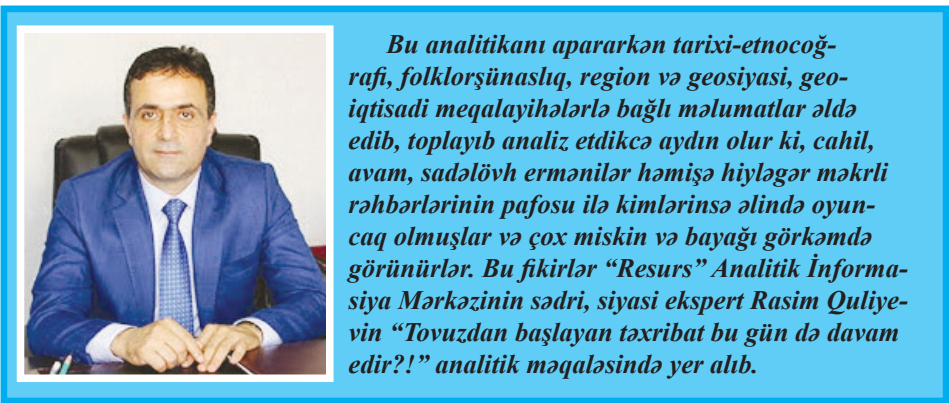 Bu analitikanı apararkən tarixi-etnocoğ-
rafi, folklorşünaslıq, region və geosiyasi, geo-
iqtisadi meqalayihələrlə bağlı məlumatlar əldə
edib, toplayıb analiz etdikcə aydın olur ki, cahil,
avam, sadəlövh ermənilər həmişə hiyləgər məkrli
rəhbərlərinin pafosu ilə kimlərinsə əlində oyun-
caq olmuşlar və çox miskin və bayağı görkəmdə
görünürlər. Bu fikirlər “Resurs” Analitik İnforma-
siya Mərkəzinin sədri, siyasi ekspert Rasim Quliye-
vin “Tovuzdan başlayan təxribat bu gün də davam
edir?!” analitik məqaləsində yer alıb.